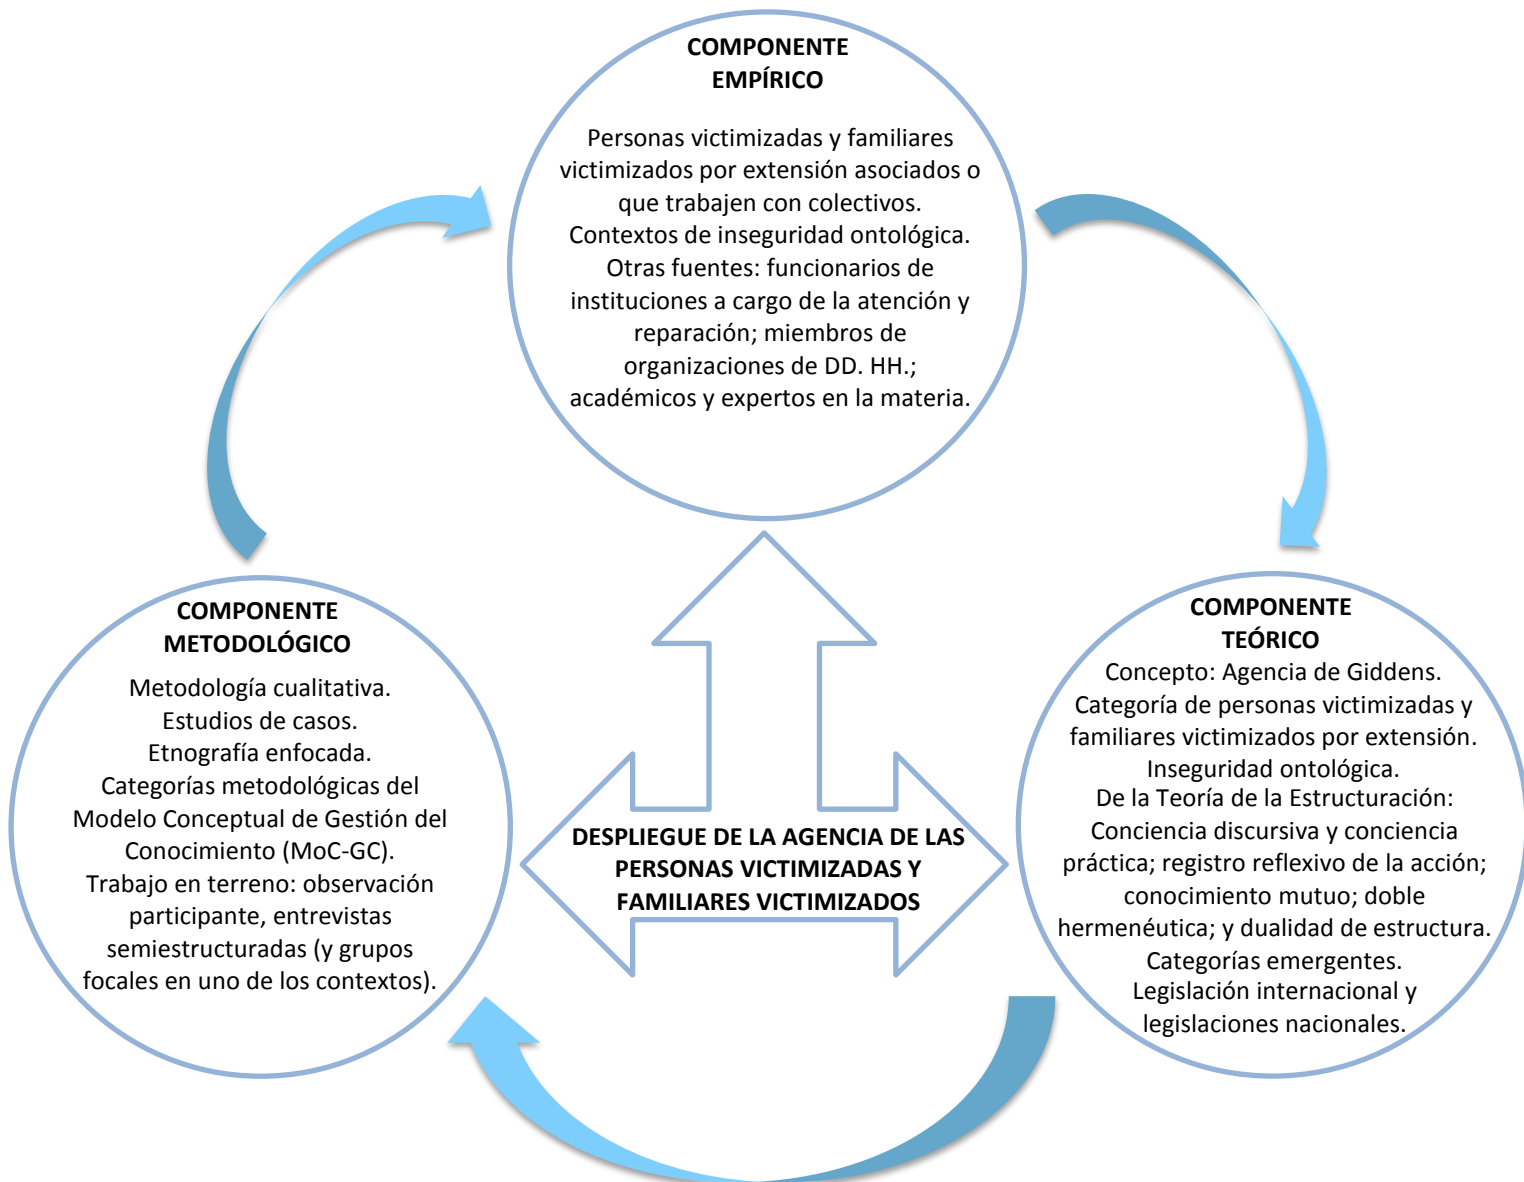 COMPONENTE
EMPÍRICO
Personas victimizadas y familiares
victimizados por extensión asociados o
que trabajen con colectivos.
Contextos de inseguridad ontológica.
Otras fuentes: funcionarios de
instituciones a cargo de la atención y
reparación; miembros de
organizaciones de DD. HH.;
académicos y expertos en la materia.
COMPONENTE
METODOLÓGICO
Metodología cualitativa.
Estudios de casos.
Etnografía enfocada.
Categorías metodológicas del
Modelo Conceptual de Gestión del
Conocimiento (MoC-GC).
Trabajo en terreno: observación
participante, entrevistas
semiestructuradas (y grupos
focales en uno de los contextos).
DESPLIEGUE DE LA AGENCIA DE LAS
PERSONAS VICTIMIZADAS Y
FAMILIARES VICTIMIZADOS
COMPONENTE
TEÓRICO
Concepto: Agencia de Giddens.
Categoría de personas victimizadas y
familiares victimizados por extensión.
Inseguridad ontológica.
De la Teoría de la Estructuración:
Conciencia discursiva y conciencia
práctica; registro reflexivo de la acción;
conocimiento mutuo; doble
hermenéutica; y dualidad de estructura.
Categorías emergentes.
Legislación internacional y
legislaciones nacionales.